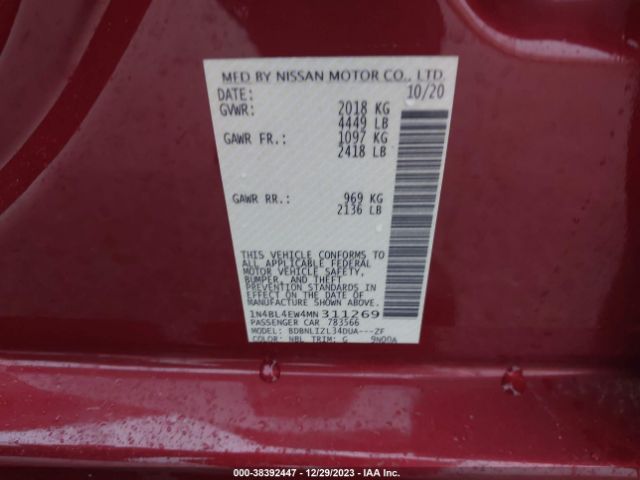 MFD BY NISSAN MOTOR CO., LTD.
DATE: 10/20
GVWR: 2018 KG
4449 LB
GAWR FR.: 1097 KG
2418 LB
GAWR RR.: 969 KG
2136 LB
THIS VEHICLE CONFORMS TO
ALL APPLICABLE FEDERAL
MOTOR VEHICLE SAFETY,
BUMPER, AND THEFT
PREVENTION STANDARDS IN
EFFECT ON THE DATE OF
MANUFACTURE SHOWN ABOVE.
1N4BL4EW4MN311269
PASSENGER CAR 783566
MODEL: BDBNLIZL34DUA---ZF
COLOR: NBL TRIM: G 9N00A
000-38392447 - 12/29/2023 - IAA Inc.